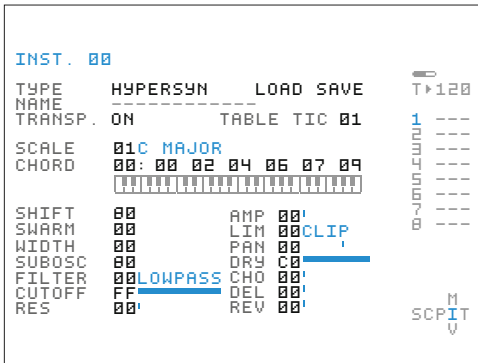 INST. 00
TYPE HYPERSYN LOAD SAVE
NAME ------------
TRANSP. ON TABLE TIC 01
SCALE 01C MAJOR
CHORD 00: 00 02 04 06 07 09
SHIFT 80
SWARM 00
WIDTH 00
SUBOSC 80
FILTER 00LOWPASS
CUTOFF FF
RES 00
AMP 00
LIM 00CLIP
PAN 00
DRY C0
CHO 00
DEL 00
REV 00
T▸120
1 ---
2 ---
3 ---
4 ---
5 ---
6 ---
7 ---
8 ---
M
SCPIT
V